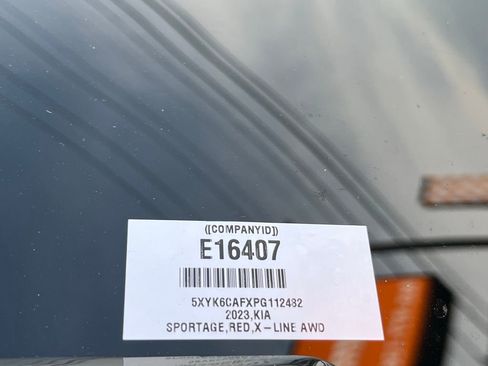 ([COMPANYID])
E16407
5XYK6CAFXPG112432
2023,KIA
SPORTAGE,RED,X-LINE AWD